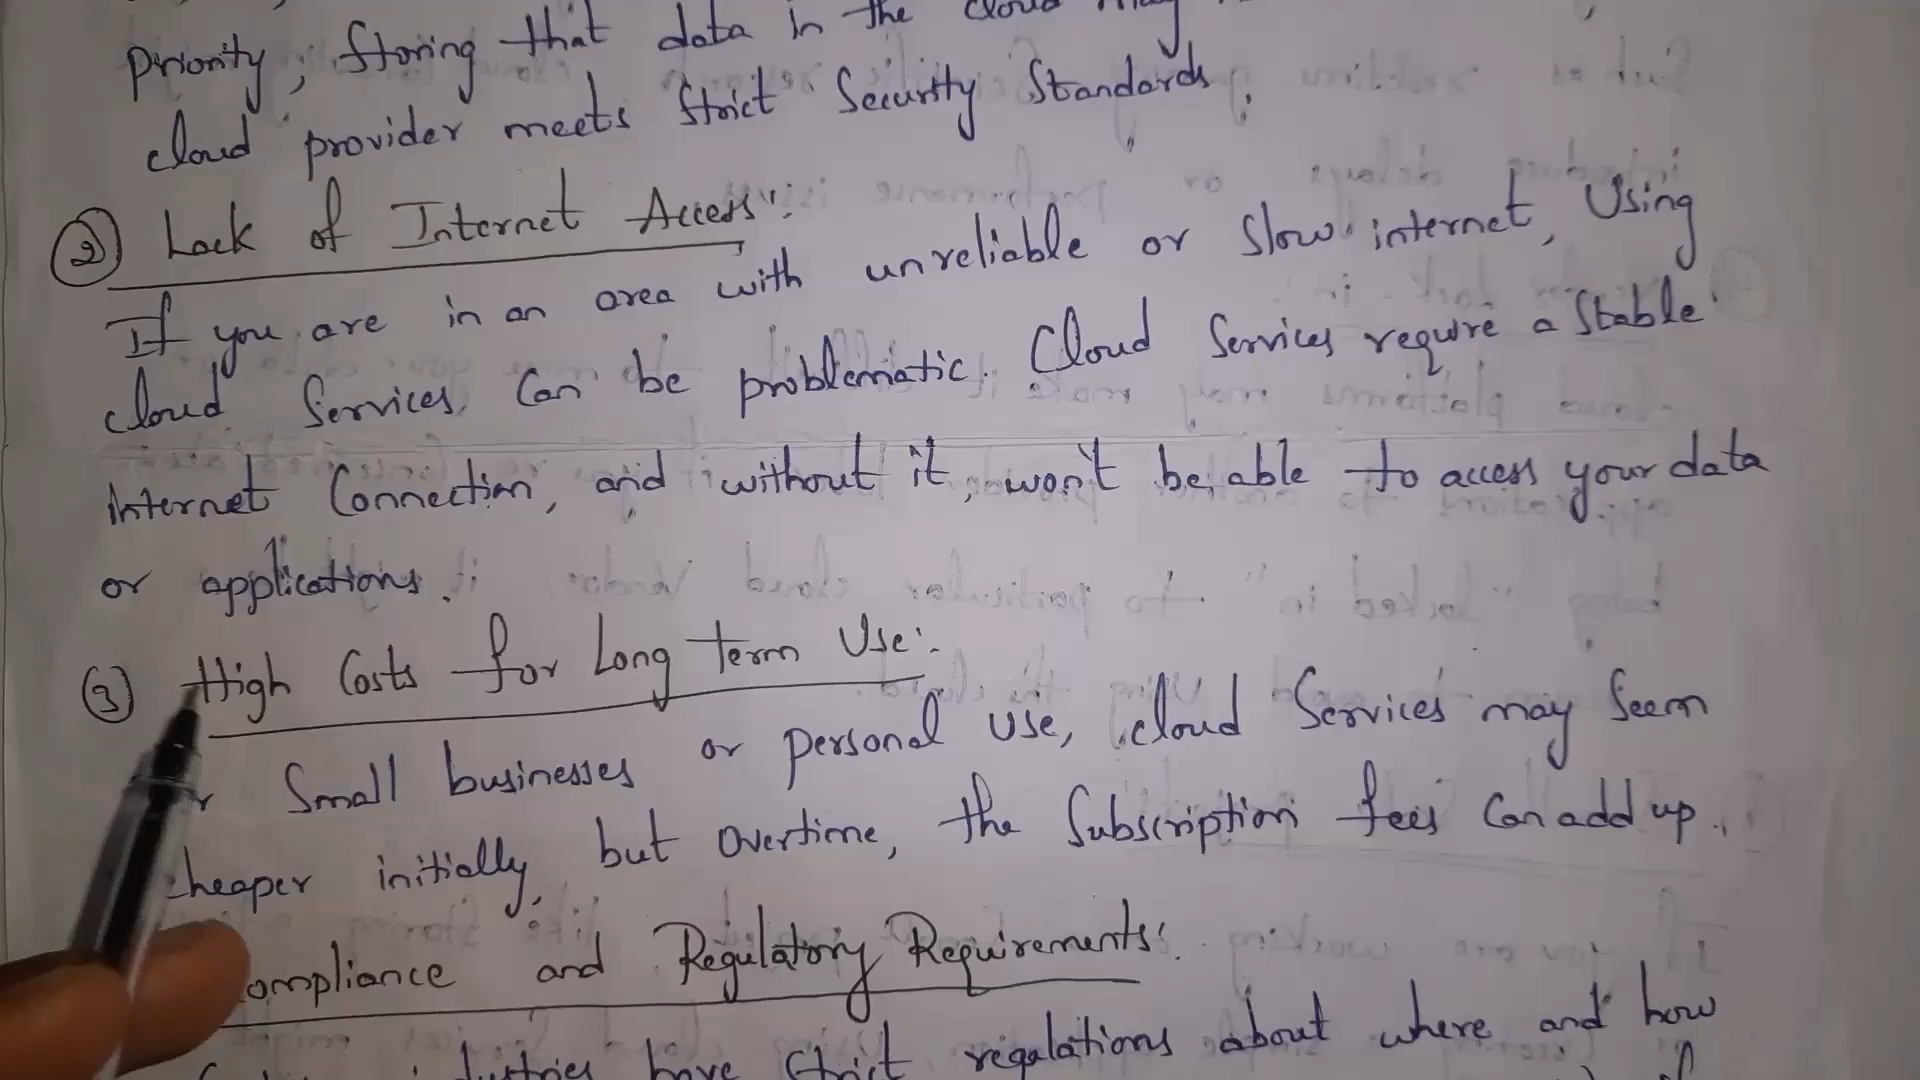 priority, storing that data in the cloud may
cloud provider meets strict security standards.
② Lack of Internet Access:
If you are in an area with unreliable or slow internet, Using
cloud services can be problematic. Cloud services require a stable
internet connection, and without it, won't be able to access your data
or applications.
③ High Costs for Long term Use:
small businesses or personal use, cloud services may seem
cheaper initially, but overtime, the subscription fees can add up.
ompliance and Regulatory Requirements:
have strict regulations about where and how